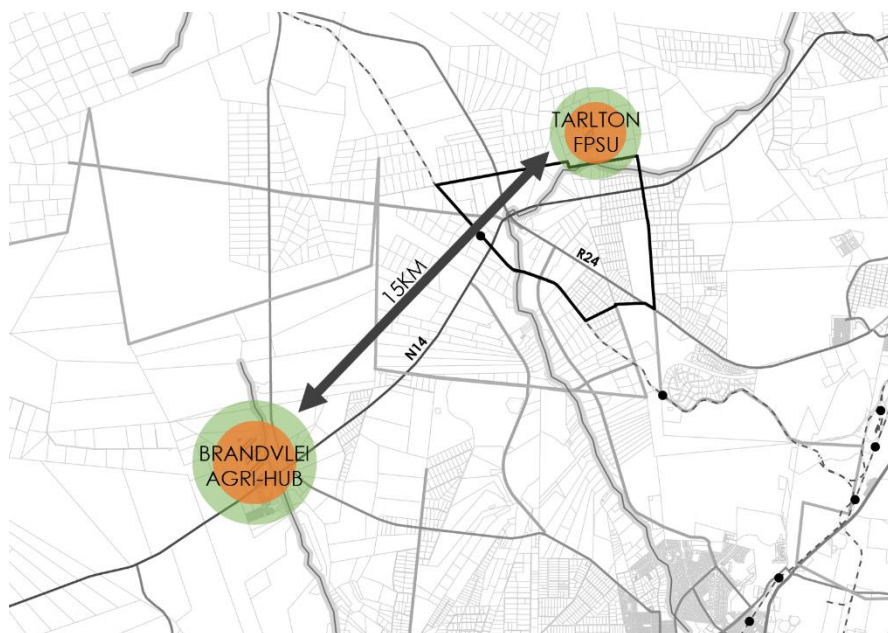 TARLTON
FPSU
R24
15KM
N14
BRANDVLEI
AGRI-HUB